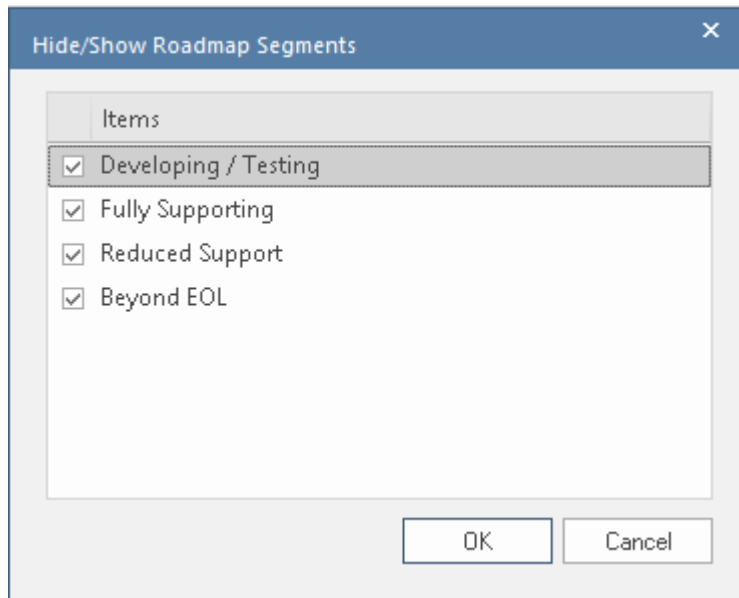 Hide/Show Roadmap Segments
Items
Developing / Testing
Fully Supporting
Reduced Support
Beyond EOL
OK Cancel